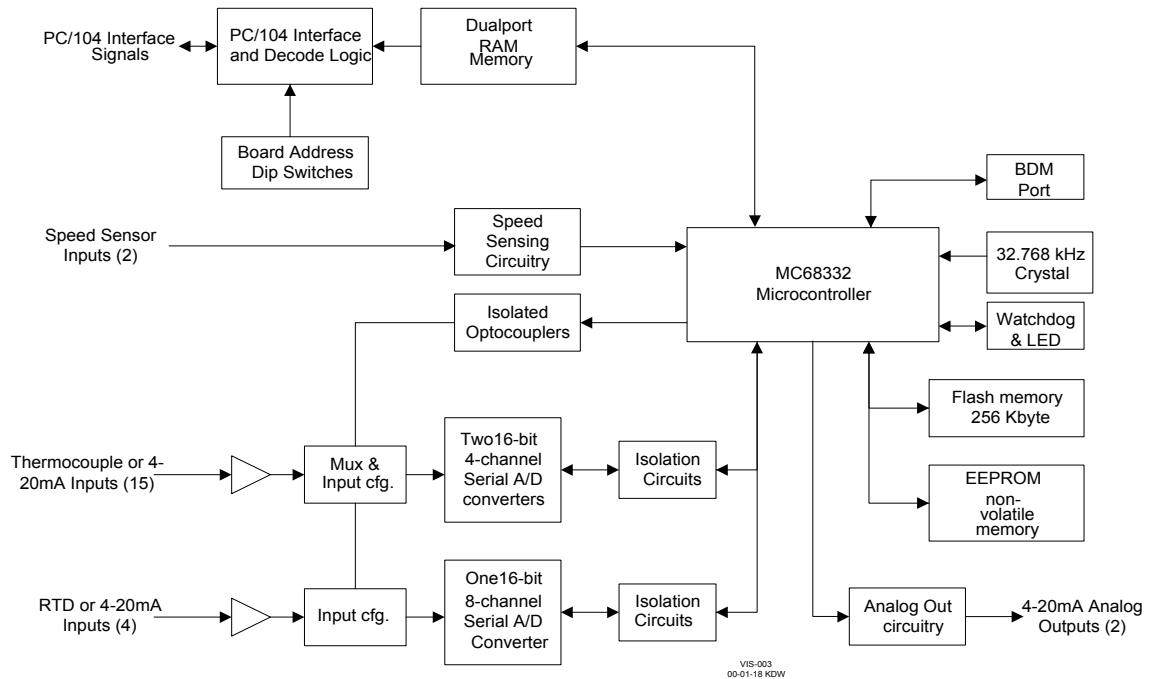 PC/104 Interface
Signals
PC/104 Interface
and Decode Logic
Dualport
RAM
Memory
Board Address
Dip Switches
BDM
Port
Speed Sensor
Inputs (2)
Speed
Sensing
Circuitry
MC68332
Microcontroller
32.768 kHz
Crystal
Isolated
Optocouplers
Watchdog
& LED
Flash memory
256 Kbyte
Thermocouple or 4-
20mA Inputs (15)
Mux &
Input cfg.
Two16-bit
4-channel
Serial A/D
converters
Isolation
Circuits
EEPROM
non-
volatile
memory
RTD or 4-20mA
Inputs (4)
Input cfg.
One16-bit
8-channel
Serial A/D
Converter
Isolation
Circuits
Analog Out
circuitry
4-20mA Analog
Outputs (2)
VIS-003
00-01-18 KDW